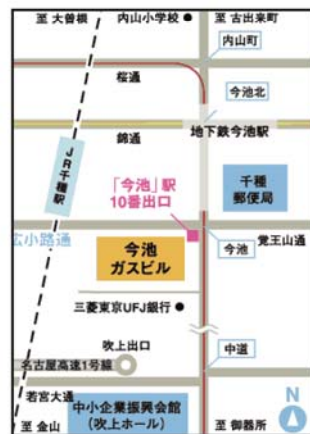 至 大曽根
内山小学校
至 古出来町
内山町
桜通
今池北
錦通
地下鉄今池駅
JR千種駅
「今池」駅
10番出口
千種
郵便局
広小路通
今池
ガスビル
今池
覚王山通
三菱東京UFJ銀行
吹上出口
名古屋高速1号線
中道
若宮大通
中小企業振興会館
(吹上ホール)
至 金山
至 御器所
N